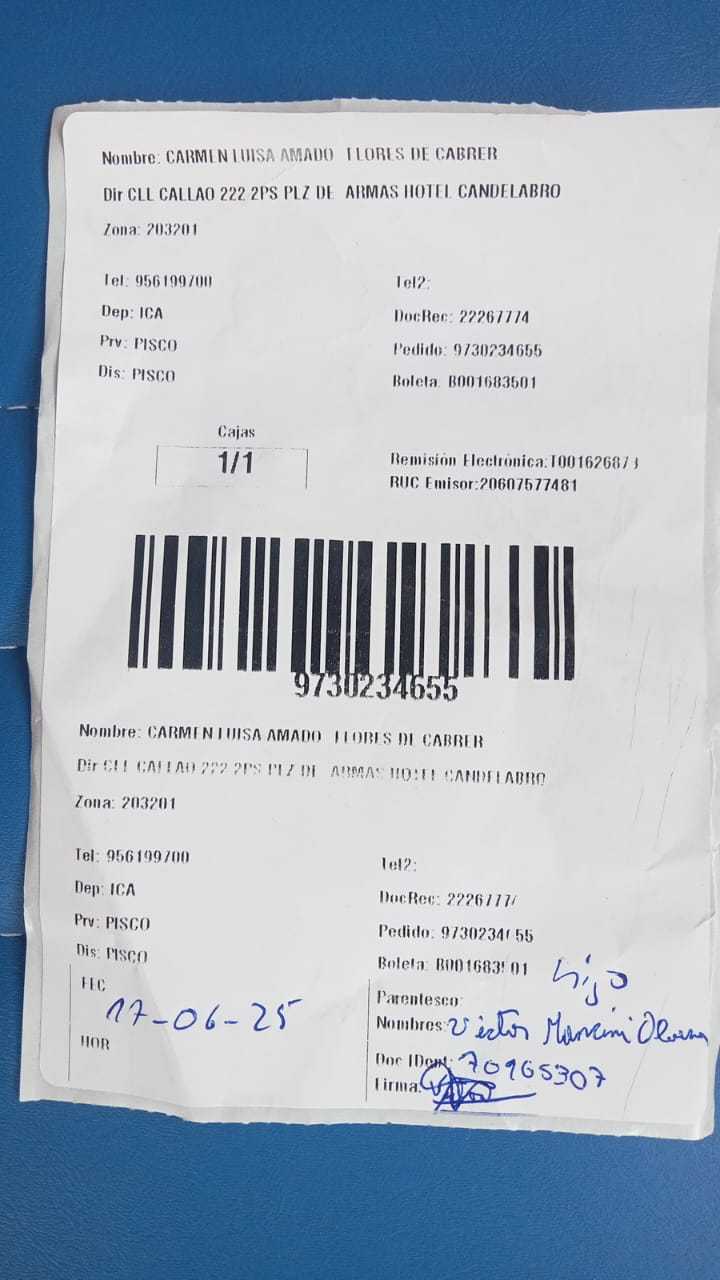 Nombre: CARMEN LUISA AMADO FLORES DE CABRER
Dir CLL CALLAO 222 2PS PLZ DE ARMAS HOTEL CANDELABRO
Zona: 203201
Tel: 956199700 Tel2:
Dep: ICA DocRec: 22267774
Prv: PISCO Pedido: 9730234655
Dis: PISCO Boleta: B001683501
Cajas
1/1
Remisión Electrónica:T001626873
RUC Emisor:20607577481
9730234655
Nombre: CARMEN LUISA AMADO FLORES DE CABRER
Dir CLL CALLAO 222 2PS PLZ DE ARMAS HOTEL CANDELABRO
Zona: 203201
Tel: 956199700 Tel2:
Dep: ICA DocRec: 22267774
Prv: PISCO Pedido: 9730234655
Dis: PISCO Boleta: B001683501
FEC 17-06-25
HOR
Parentesco: hijo
Nombres: Victor Mancini
Doc IDent: 70965307
Firma: